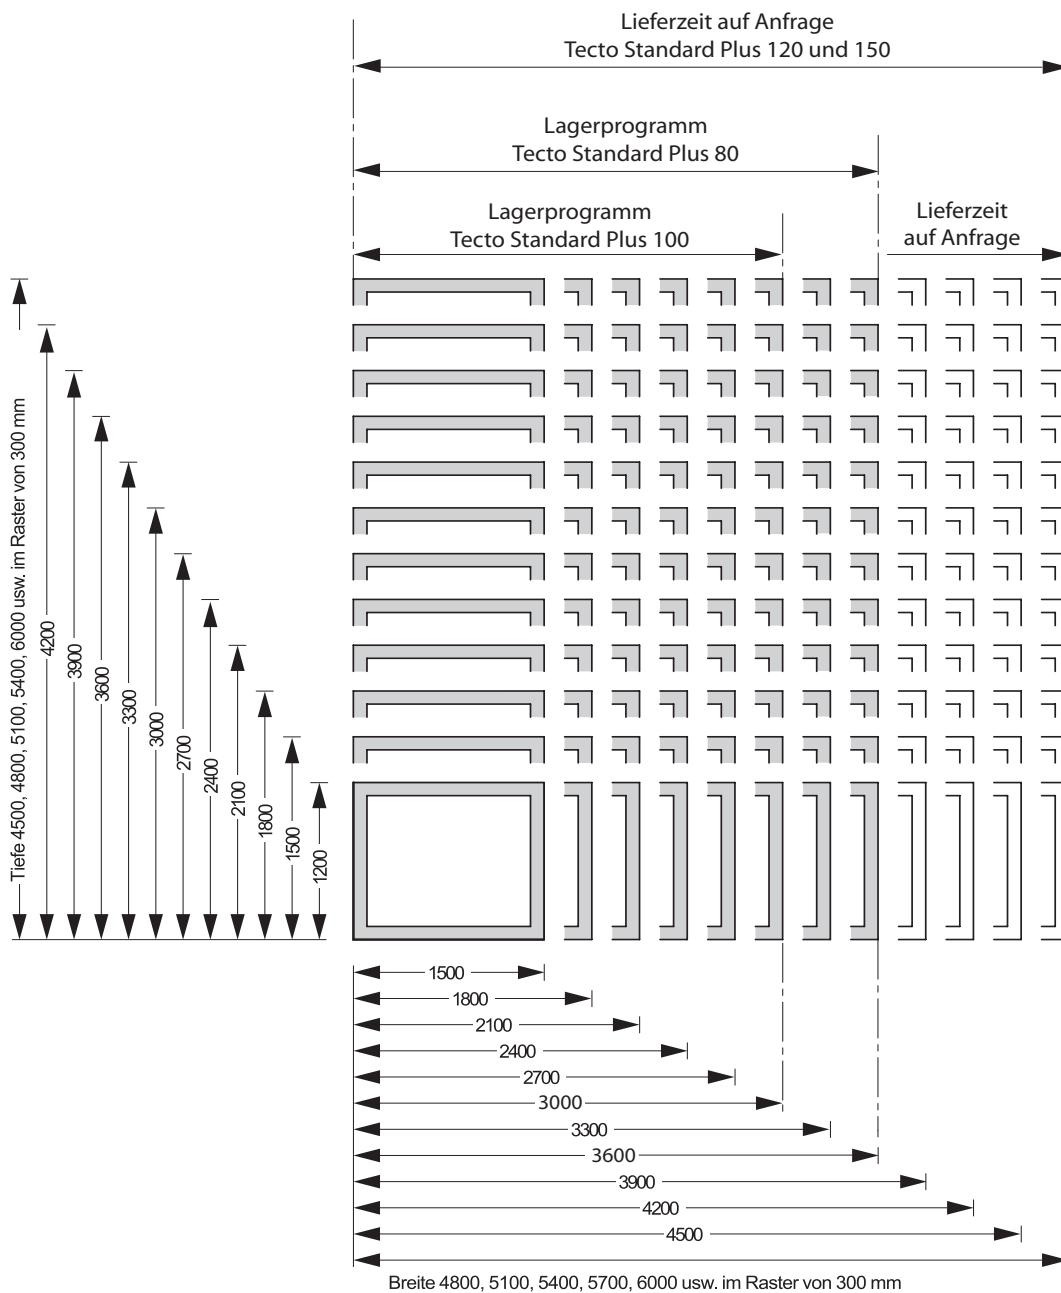 Lieferzeit auf Anfrage
Tecto Standard Plus 120 und 150
Lagerprogramm
Tecto Standard Plus 80
Lagerprogramm
Tecto Standard Plus 100
Lieferzeit
auf Anfrage
Tiefe 4500, 4800, 5100, 5400, 6000 usw. im Raster von 300 mm
4200
3900
3600
3300
3000
2700
2400
2100
1800
1500
1200
1500
1800
2100
2400
2700
3000
3300
3600
3900
4200
4500
Breite 4800, 5100, 5400, 5700, 6000 usw. im Raster von 300 mm